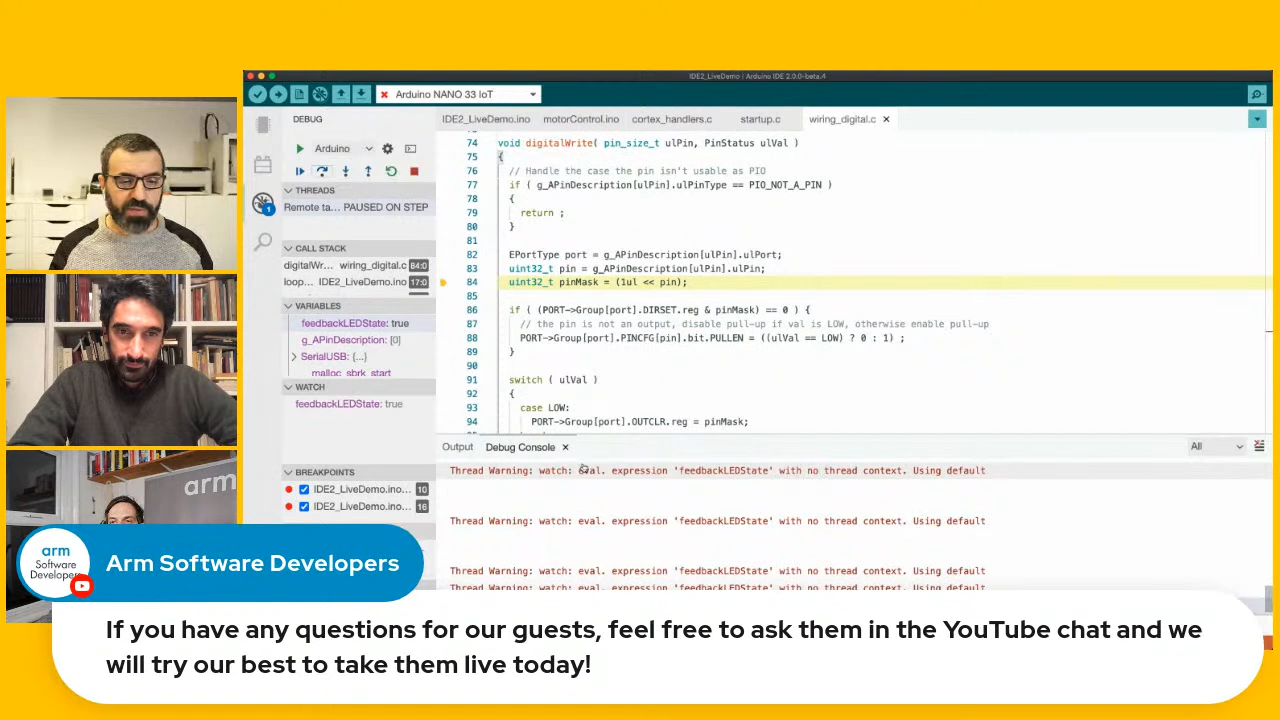 IDE2_LiveDemo | Arduino IDE 2.0.0-beta.4
Arduino NANO 33 IoT
DEBUG
IDE2_LiveDemo.ino
motorControl.ino
cortex_handlers.c
startup.c
wiring_digital.c
Arduino
THREADS
Remote ta... PAUSED ON STEP
CALL STACK
digitalWr... wiring_digital.c 84:0
loop... IDE2_LiveDemo.ino 17:0
VARIABLES
feedbackLEDState: true
g_APinDescription: [0]
SerialUSB: {...}
malloc_sbrk_start
WATCH
feedbackLEDState: true
BREAKPOINTS
IDE2_LiveDemo.ino... 10
IDE2_LiveDemo.ino... 16
74 void digitalWrite( pin_size_t ulPin, PinStatus ulVal )
75 {
76 // Handle the case the pin isn't usable as PIO
77 if ( g_APinDescription[ulPin].ulPinType == PIO_NOT_A_PIN )
78 {
79 return ;
80 }
81
82 EPortType port = g_APinDescription[ulPin].ulPort;
83 uint32_t pin = g_APinDescription[ulPin].ulPin;
84 uint32_t pinMask = (1ul << pin);
85
86 if ( (PORT->Group[port].DIRSET.reg & pinMask) == 0 ) {
87 // the pin is not an output, disable pull-up if val is LOW, otherwise enable pull-up
88 PORT->Group[port].PINCFG[pin].bit.PULLEN = ((ulVal == LOW) ? 0 : 1) ;
89 }
90
91 switch ( ulVal )
92 {
93 case LOW:
94 PORT->Group[port].OUTCLR.reg = pinMask;
Output
Debug Console
All
Thread Warning: watch: eval. expression 'feedbackLEDState' with no thread context. Using default
Thread Warning: watch: eval. expression 'feedbackLEDState' with no thread context. Using default
Thread Warning: watch: eval. expression 'feedbackLEDState' with no thread context. Using default
Thread Warning: watch: eval. expression 'feedbackLEDState' with no thread context. Using default
arm
arm
Software
Developers
Arm Software Developers
If you have any questions for our guests, feel free to ask them in the YouTube chat and we
will try our best to take them live today!